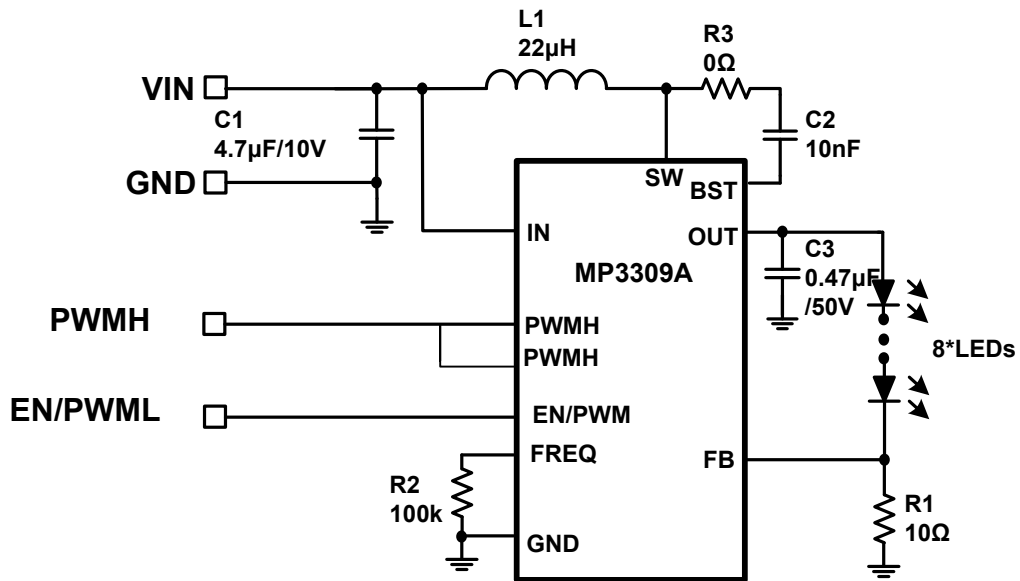 L1
22µH
R3
0Ω
VIN
C1
4.7µF/10V
C2
10nF
GND
SW
BST
IN
OUT
MP3309A
C3
0.47µF
/50V
PWMH
PWMH
PWMH
8*LEDs
EN/PWML
EN/PWM
FREQ
FB
R2
100k
R1
10Ω
GND